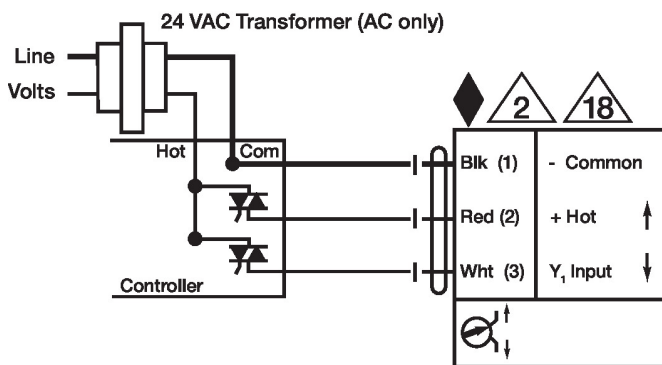 24 VAC Transformer (AC only)
Line
Volts
2
18
Hot
Com
Blk (1)
- Common
Red (2)
+ Hot
Wht (3)
Y₁ Input
Controller